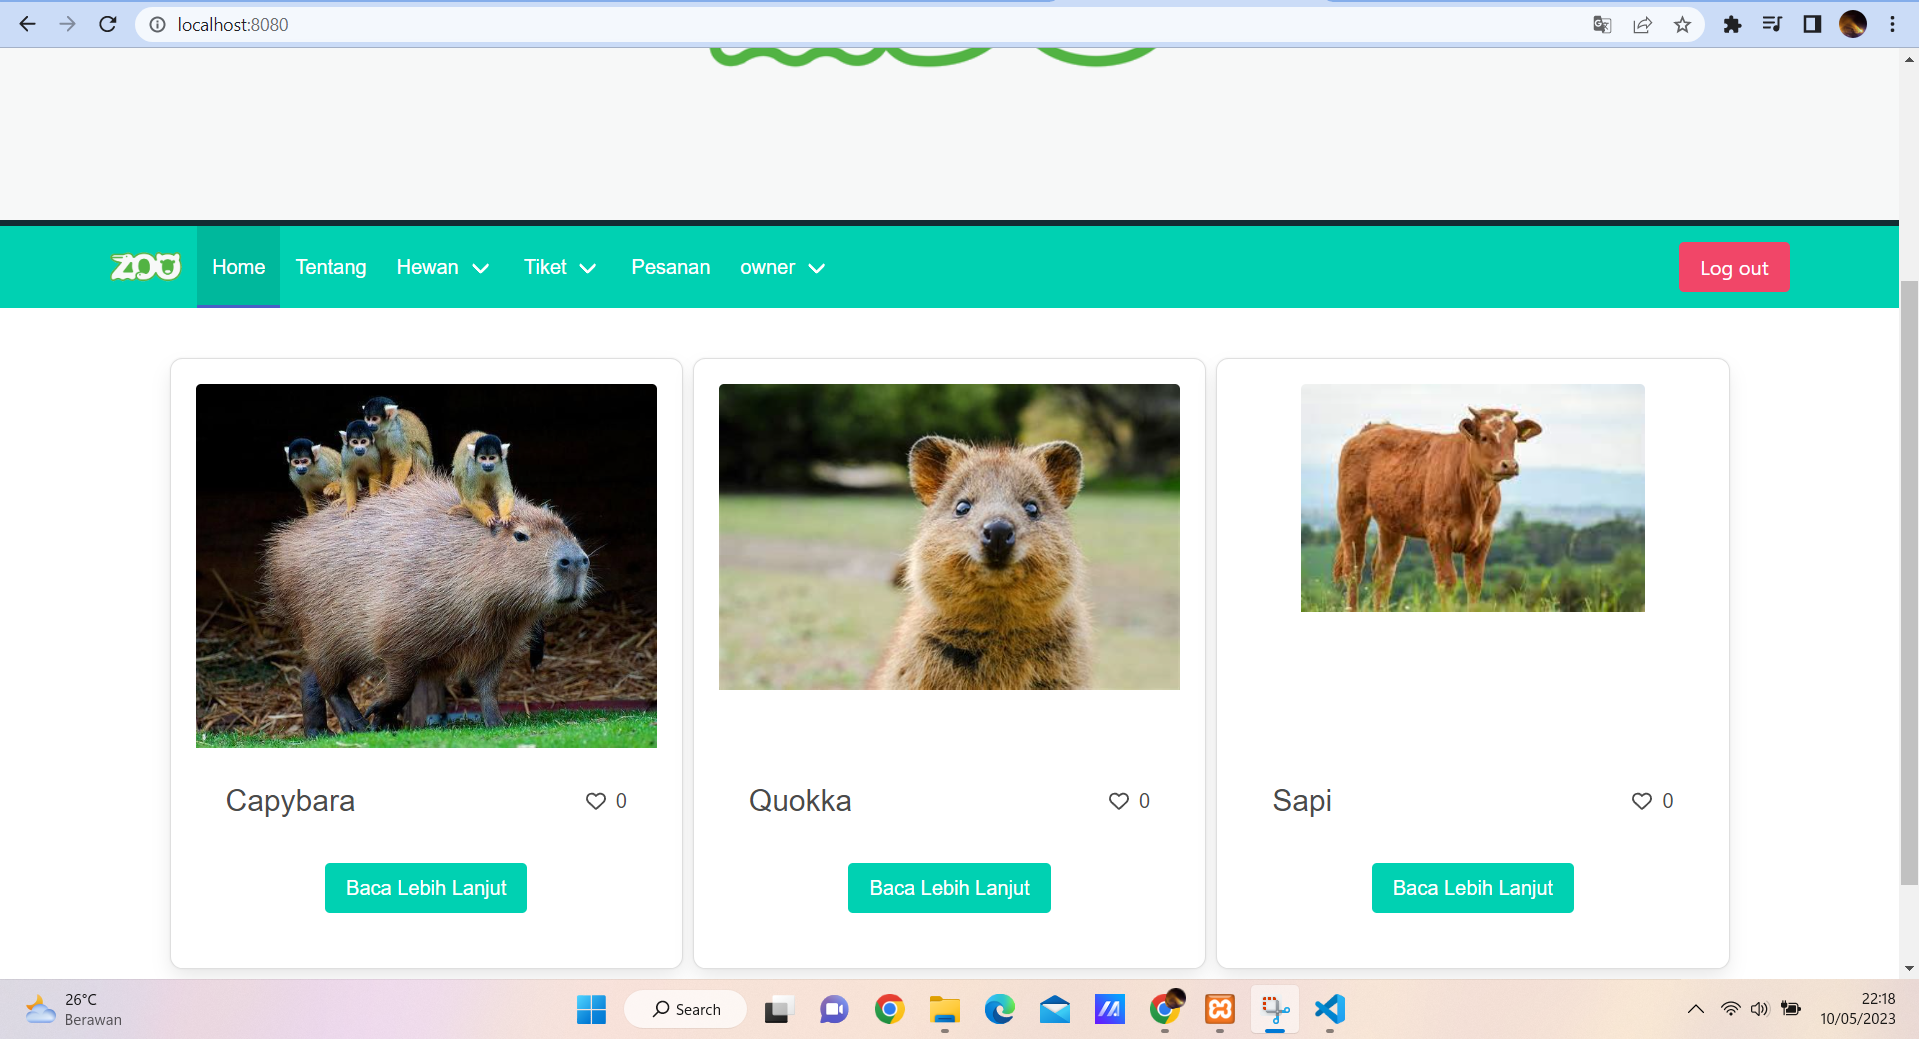 localhost:8080
ZOO
Home
Tentang
Hewan
Tiket
Pesanan
owner
Log out
Capybara
0
Quokka
0
Sapi
0
Baca Lebih Lanjut
Baca Lebih Lanjut
Baca Lebih Lanjut
26°C
Berawan
Search
22:18
10/05/2023